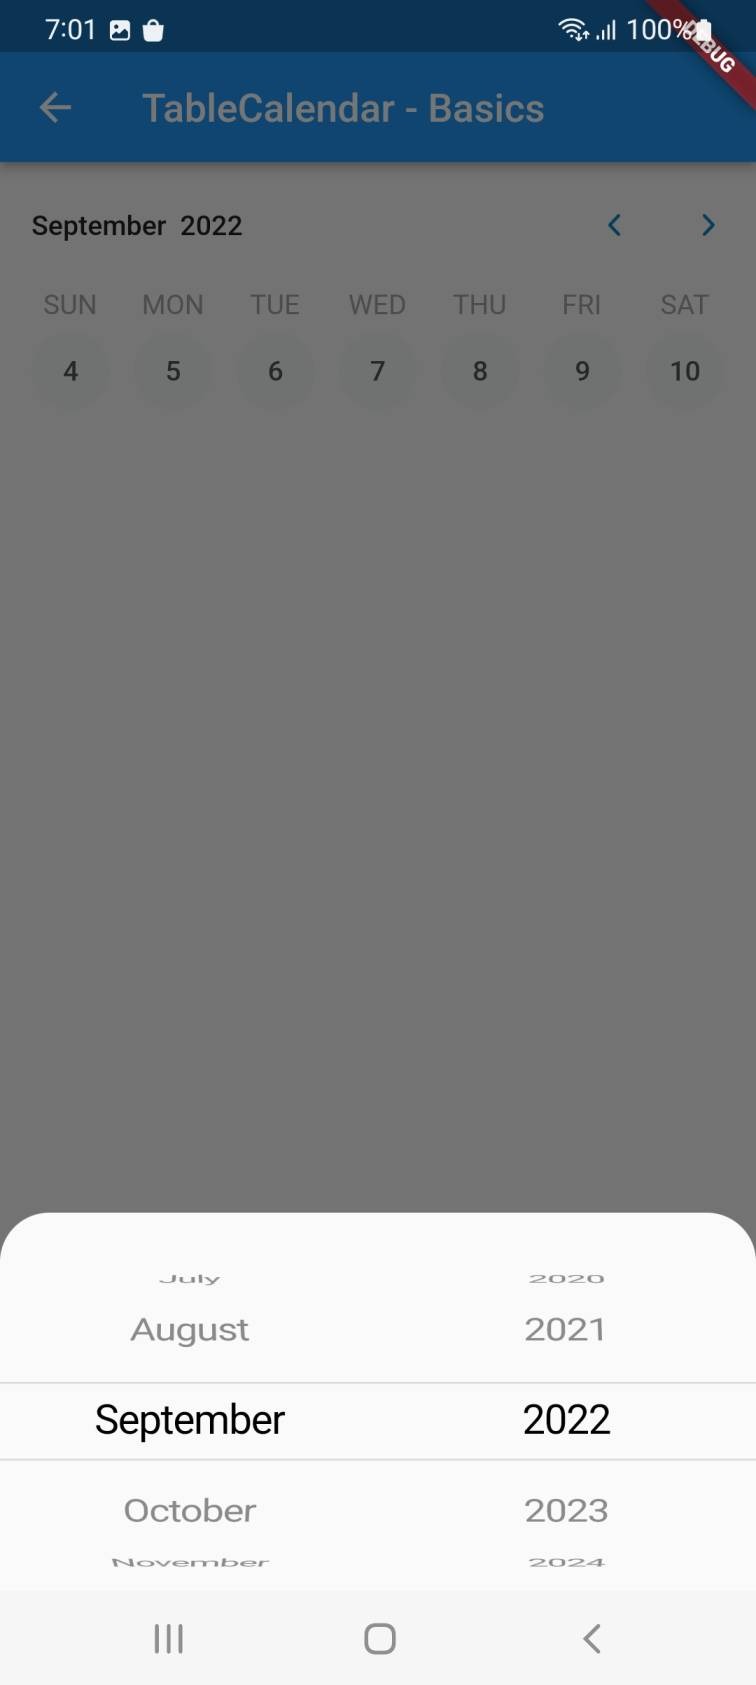 7:01 100% DEBUG
TableCalendar - Basics
September 2022
SUN MON TUE WED THU FRI SAT
4 5 6 7 8 9 10
July 2020
August 2021
September 2022
October 2023
November 2024